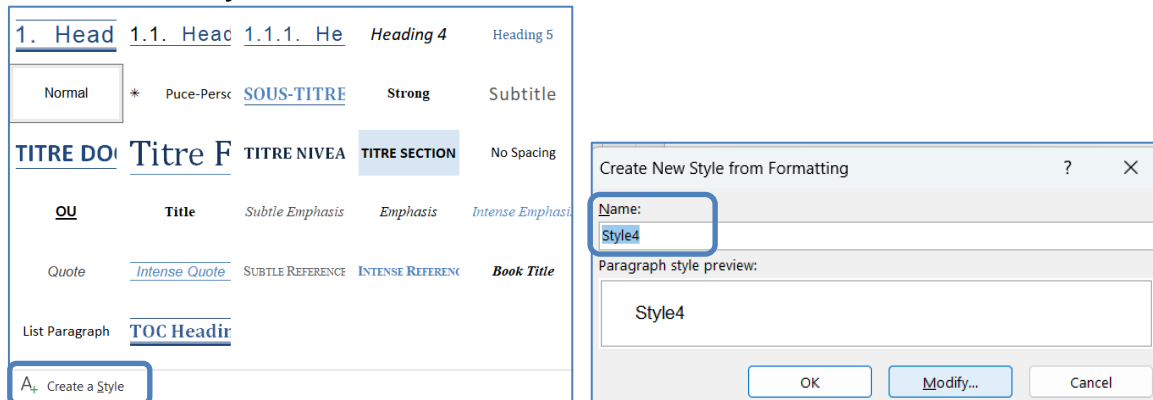 1. Head 1.1. Head 1.1.1. He Heading 4 Heading 5
Normal * Puce-Perso SOUS-TITRE Strong Subtitle
TITRE DO Titre F TITRE NIVEA TITRE SECTION No Spacing
OU Title Subtle Emphasis Emphasis Intense Emphasi
Quote Intense Quote SUBTLE REFERENCE INTENSE REFERENC Book Title
List Paragraph TOC Headin
A+ Create a Style
Create New Style from Formatting ? ×
Name:
Style4
Paragraph style preview:
Style4
OK Modify... Cancel